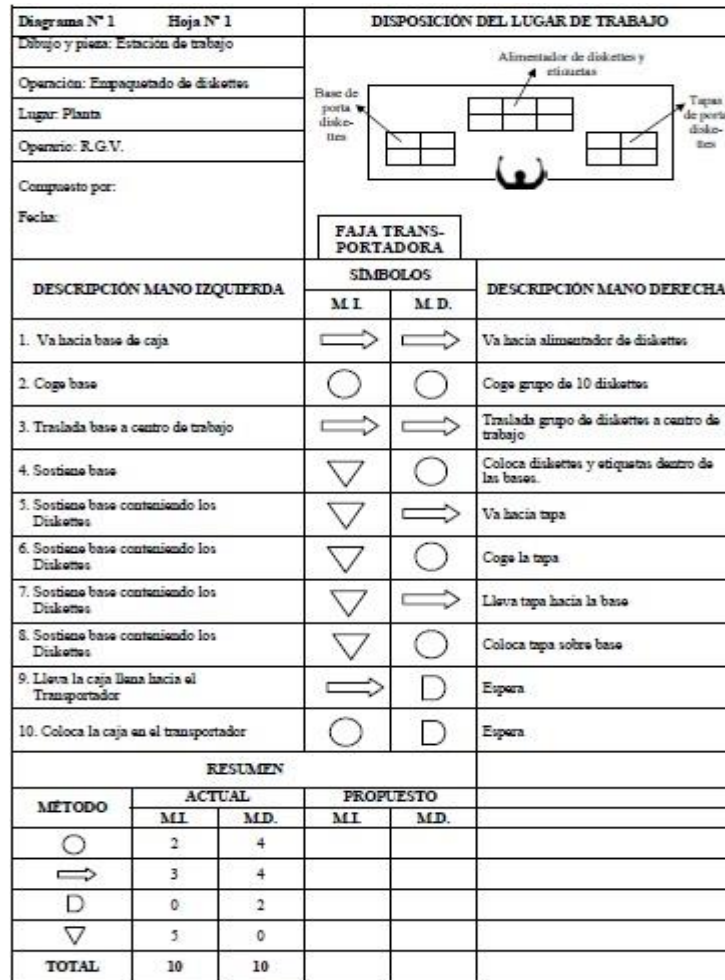 Diagrama N° 1 Hoja N° 1
DISPOSICIÓN DEL LUGAR DE TRABAJO
Dibujo y pieza: Estación de trabajo
Operación: Empaquetado de diskettes
Lugar: Planta
Operario: R.G.V.
Compuesto por:
Fecha:
Alimentador de diskettes y
etiquetas
Base de
porta
diske-
ttes
Tapas
de porta
diske-
ttes
FAJA TRANS-
PORTADORA
DESCRIPCIÓN MANO IZQUIERDA
SÍMBOLOS
M. I. M. D.
DESCRIPCIÓN MANO DERECHA
1. Va hacia base de caja
Va hacia alimentador de diskettes
2. Coge base
Coge grupo de 10 diskettes
3. Traslada base a centro de trabajo
Traslada grupo de diskettes a centro de
trabajo
4. Sostiene base
Coloca diskettes y etiquetas dentro de
las bases.
5. Sostiene base conteniendo los
Diskettes
Va hacia tapa
6. Sostiene base conteniendo los
Diskettes
Coge la tapa
7. Sostiene base conteniendo los
Diskettes
Lleva tapa hacia la base
8. Sostiene base conteniendo los
Diskettes
Coloca tapa sobre base
9. Lleva la caja llena hacia el
Transportador
Espera
10. Coloca la caja en el transportador
Espera
RESUMEN
MÉTODO ACTUAL PROPUESTO
M.I. M.D. M.I. M.D.
2 4
3 4
0 2
5 0
TOTAL 10 10